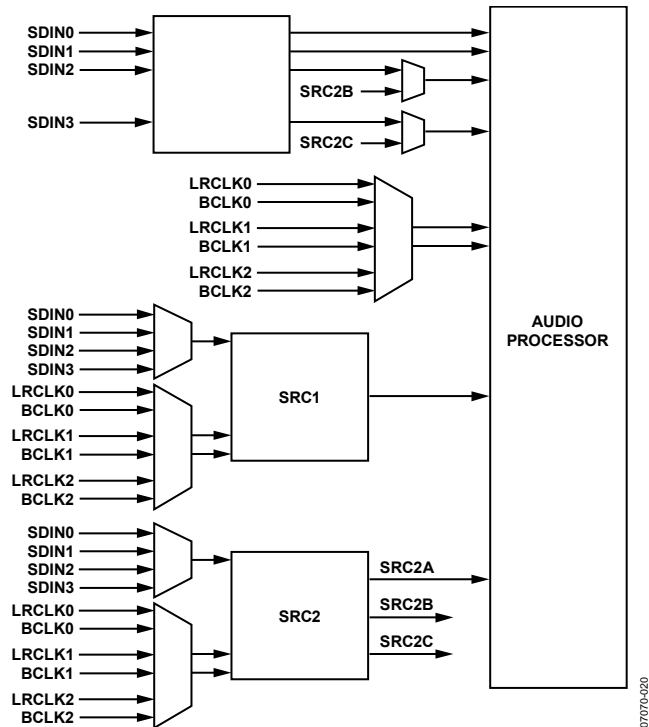 SDIN0
SDIN1
SDIN2
SRC2B
SDIN3
SRC2C
LRCLK0
BCLK0
LRCLK1
BCLK1
LRCLK2
BCLK2
AUDIO
PROCESSOR
SDIN0
SDIN1
SDIN2
SDIN3
LRCLK0
BCLK0
LRCLK1
BCLK1
LRCLK2
BCLK2
SRC1
SDIN0
SDIN1
SDIN2
SDIN3
LRCLK0
BCLK0
LRCLK1
BCLK1
LRCLK2
BCLK2
SRC2
SRC2A
SRC2B
SRC2C
07070-020